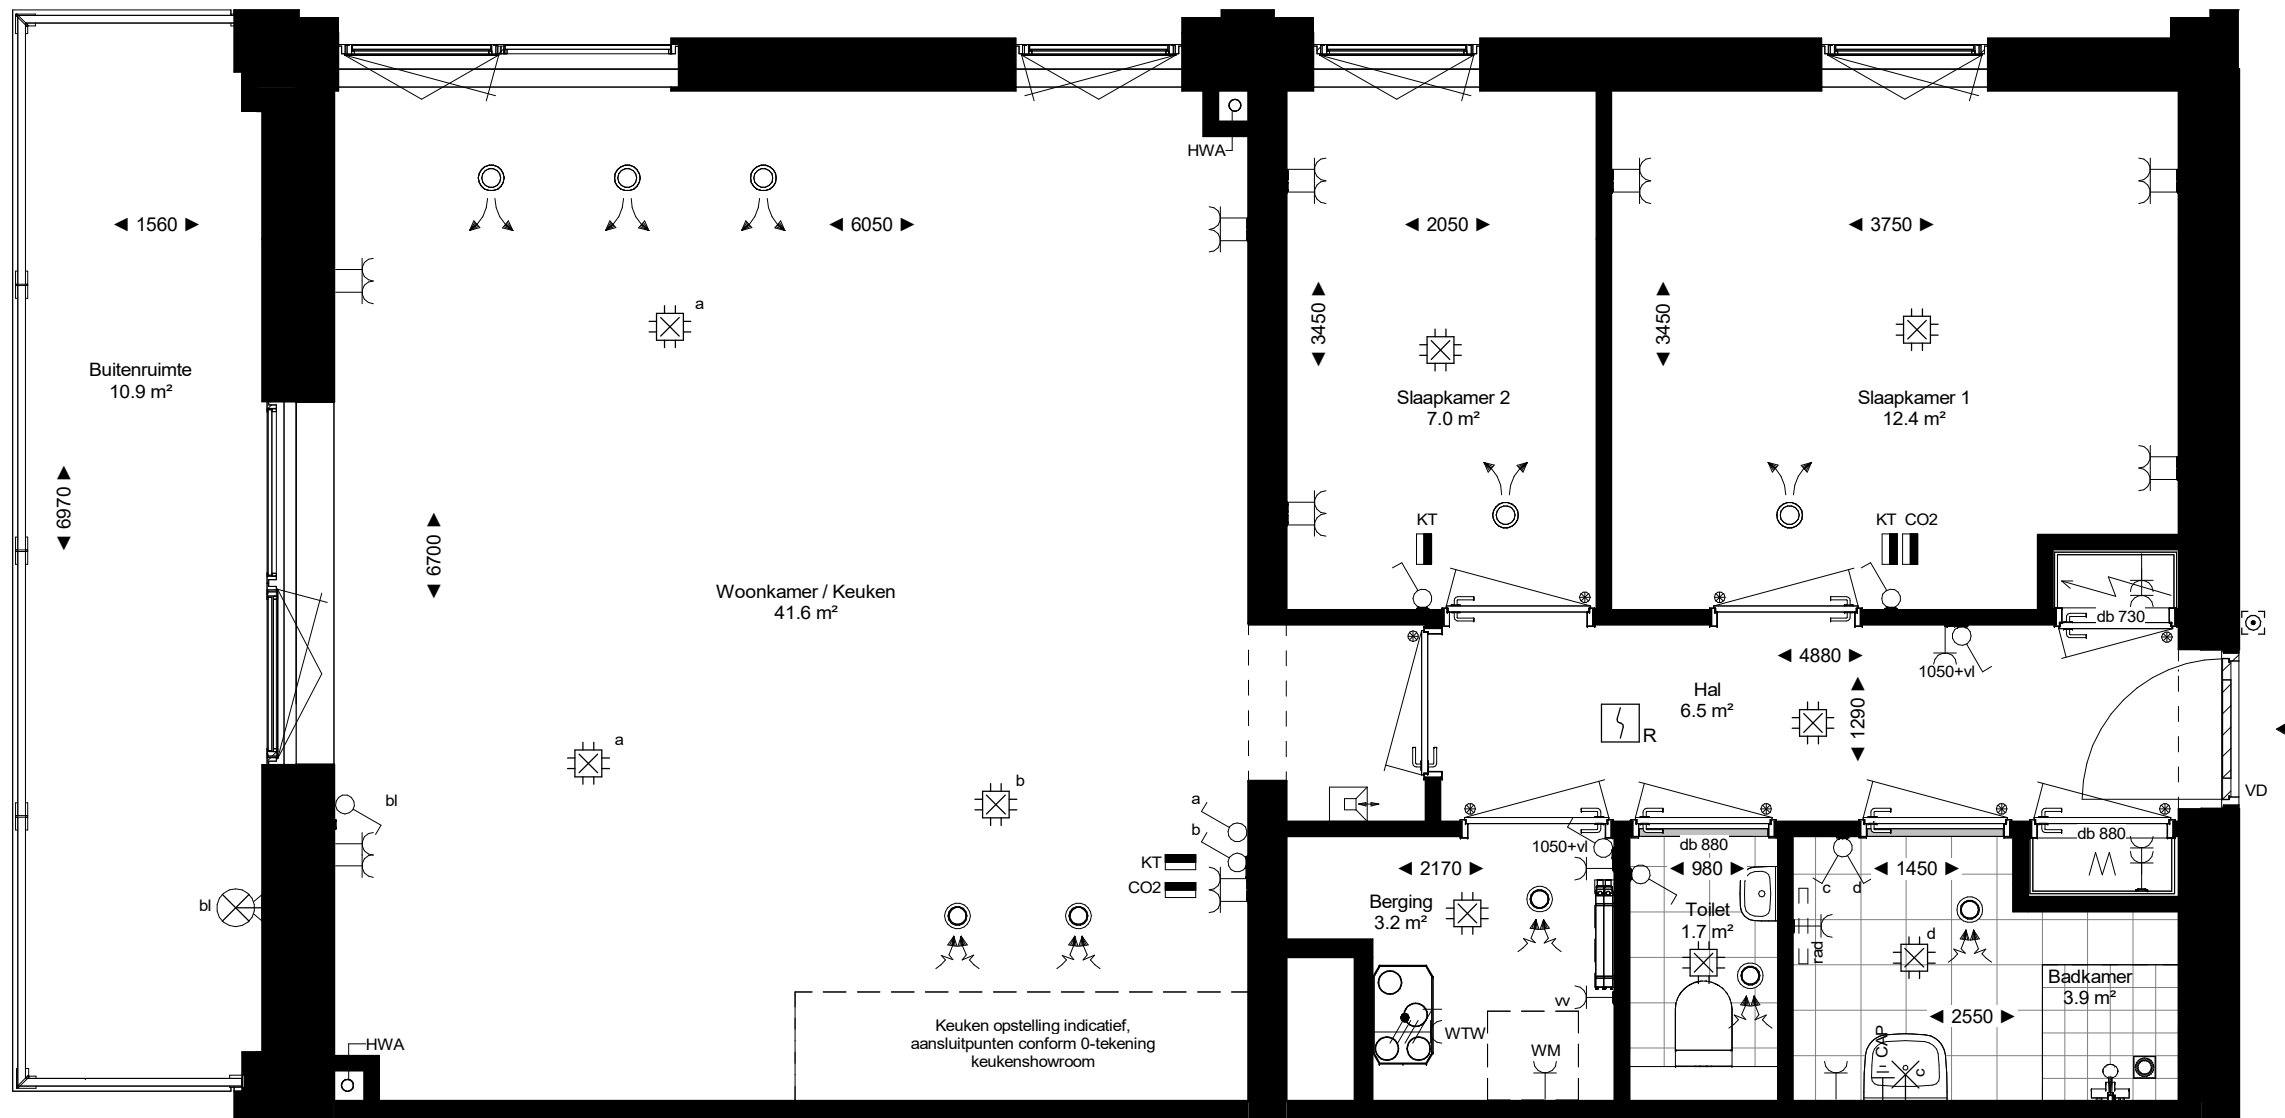 HWA
◄ 1560 ►
◄ 6050 ►
◄ 2050 ►
◄ 3750 ►
◄ 3450 ►
◄ 3450 ►
a
Buitenruimte
10.9 m²
Slaapkamer 2
7.0 m²
Slaapkamer 1
12.4 m²
◄ 6970 ►
◄ 6700 ►
KT
KT CO2
Woonkamer / Keuken
41.6 m²
db 730
◄ 4880 ►
1050+vl
Hal
6.5 m²
◄ 1290 ►
R
a
b
VD
bl
a
b
KT
CO2
1050+vl
db 880
db 880
◄ 2170 ►
◄ 980 ►
◄ 1450 ►
c
d
bl
Berging
3.2 m²
Toilet
1.7 m²
d
rad
Badkamer
3.9 m²
vv
◄ 2550 ►
Keuken opstelling indicatief,
aansluitpunten conform 0-tekening
keukenshowroom
HWA
WTW
WM
CAP
c